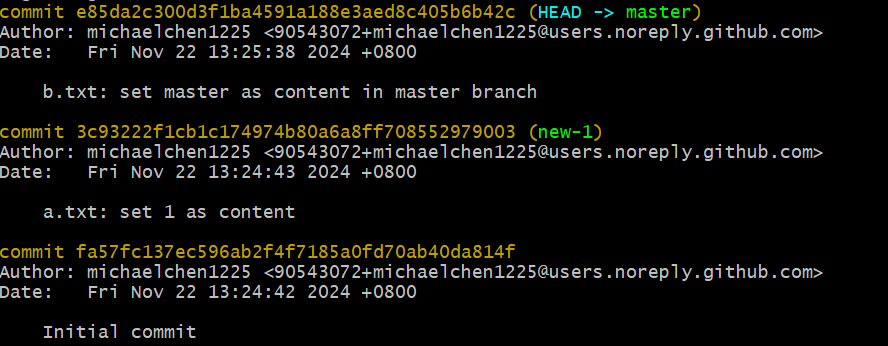 commit e85da2c300d3f1ba4591a188e3aed8c405b6b42c (HEAD -> master)
Author: michaelchen1225 <90543072+michaelchen1225@users.noreply.github.com>
Date:   Fri Nov 22 13:25:38 2024 +0800
    b.txt: set master as content in master branch
commit 3c93222f1cb1c174974b80a6a8ff708552979003 (new-1)
Author: michaelchen1225 <90543072+michaelchen1225@users.noreply.github.com>
Date:   Fri Nov 22 13:24:43 2024 +0800
    a.txt: set 1 as content
commit fa57fc137ec596ab2f4f7185a0fd70ab40da814f
Author: michaelchen1225 <90543072+michaelchen1225@users.noreply.github.com>
Date:   Fri Nov 22 13:24:42 2024 +0800
    Initial commit